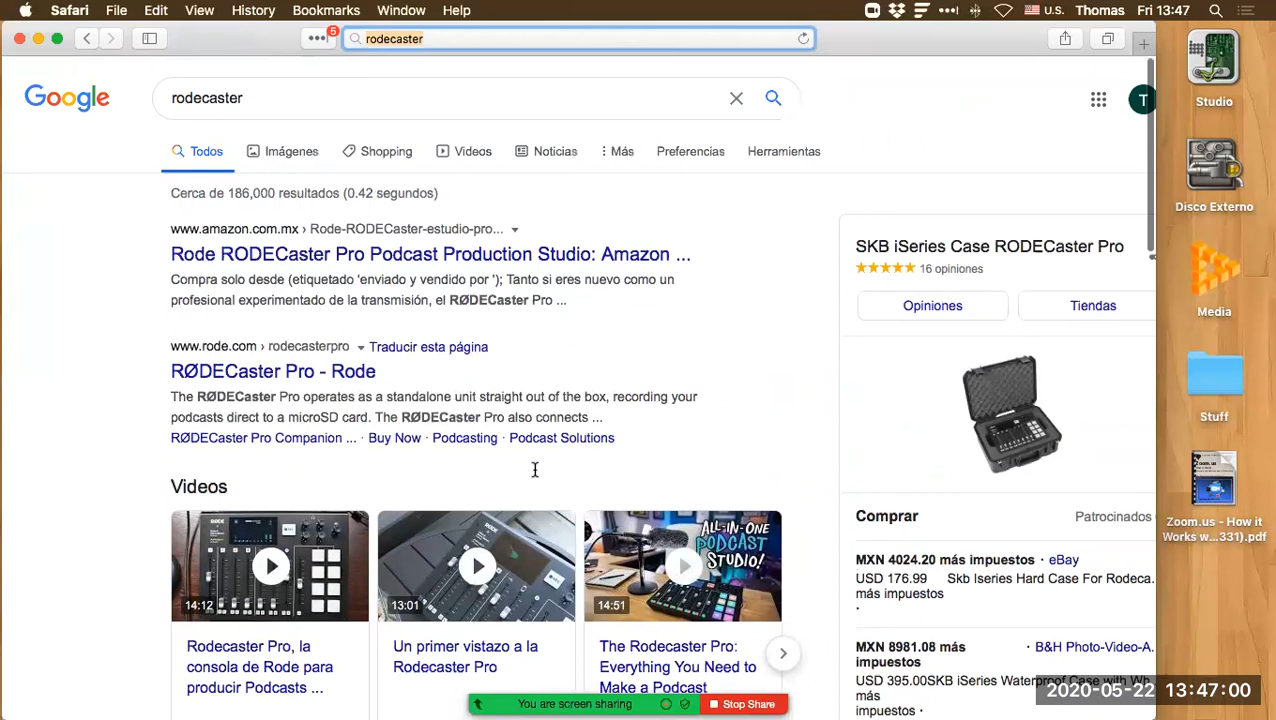 Safari File Edit View History Bookmarks Window Help U.S. Thomas Fri 13:47
5
rodecaster
Google
rodecaster
T
Todos Imágenes Shopping Videos Noticias Más Preferencias Herramientas
Cerca de 186,000 resultados (0.42 segundos)
www.amazon.com.mx › Rode-RODECaster-estudio-pro...
Rode RODECaster Pro Podcast Production Studio: Amazon ...
Compra solo desde (etiquetado 'enviado y vendido por '); Tanto si eres nuevo como un
profesional experimentado de la transmisión, el RØDECaster Pro ...
www.rode.com › rodecasterpro Traducir esta página
RØDECaster Pro - Rode
The RØDECaster Pro operates as a standalone unit straight out of the box, recording your
podcasts direct to a microSD card. The RØDECaster Pro also connects ...
RØDECaster Pro Companion ... · Buy Now · Podcasting · Podcast Solutions
Videos
14:12
13:01
ALL-IN-ONE
PODCAST
STUDIO!
14:51
Rodecaster Pro, la
consola de Rode para
producir Podcasts ...
Un primer vistazo a la
Rodecaster Pro
The Rodecaster Pro:
Everything You Need to
Make a Podcast
SKB iSeries Case RODECaster Pro
16 opiniones
Opiniones Tiendas
Comprar Patrocinados
MXN 4024.20 más impuestos · eBay
USD 176.99 Skb Iseries Hard Case For Rodeca...
más impuestos
·
MXN 8981.08 más
impuestos · B&H Photo-Video-A...
USD 395.00 SKB iSeries Waterproof Case with Wh...
más
impuestos ·
You are screen sharing Stop Share
Studio
Disco Externo
Media
Stuff
Zoom.us - How it
Works w...331).pdf
2020-05-22 13:47:00